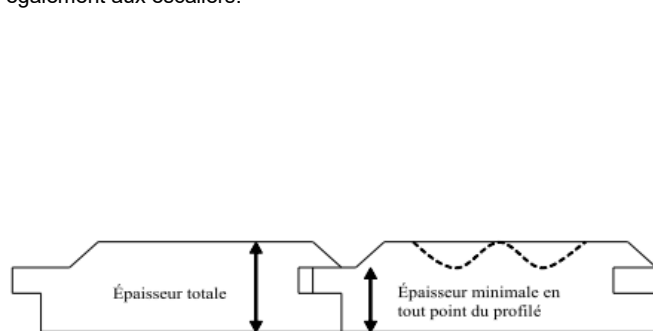 également aux escaliers.
Épaisseur totale
Épaisseur minimale en
tout point du profilé